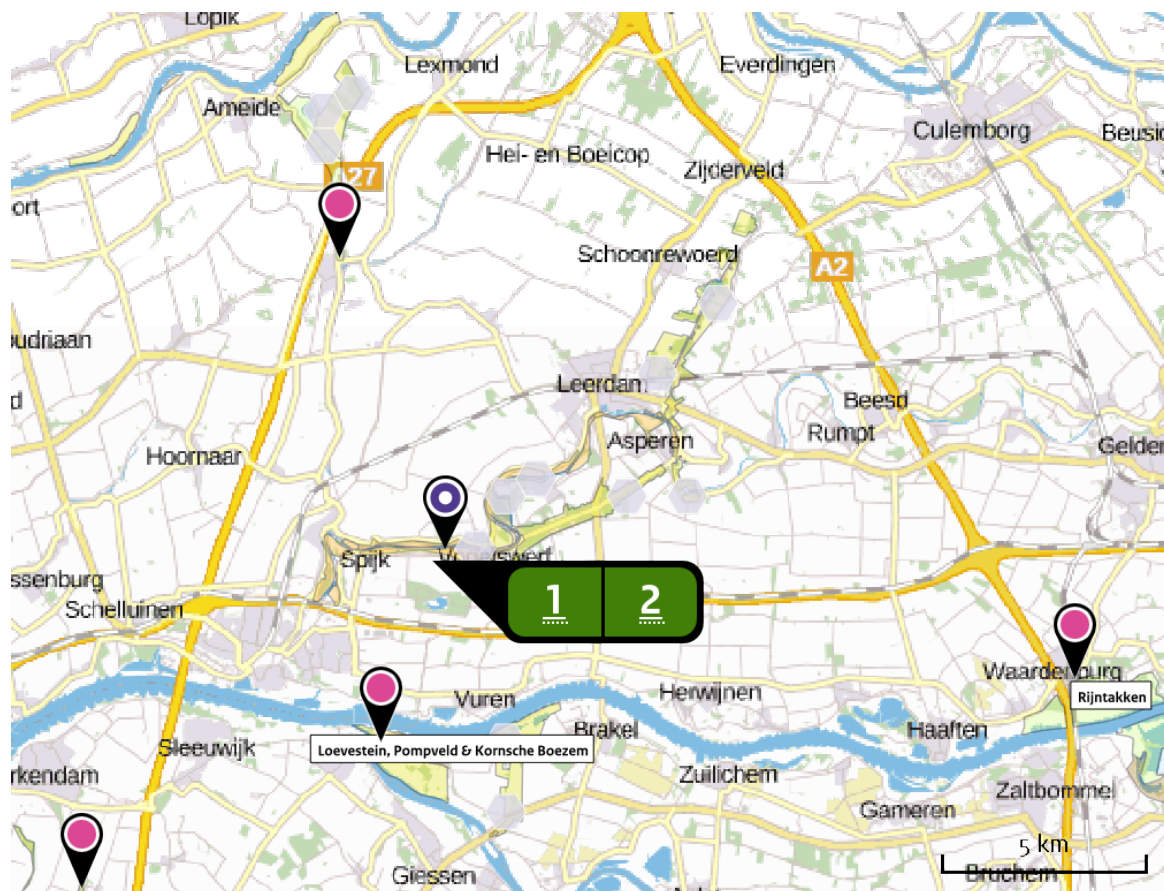 Lopik
Lexmond
Everdingen
Ameide
Culemborg
Beusic
Hei- en Boeicop
Zijderveld
A27
ort
Schoonrewoerd
A2
oudriaan
Leerdam
d
Beesd
Asperen
Rumpt
Gelder
Hoornaar
Spijk
ssenburg
Schelluinen
1
2
Waardenburg
Rijntakken
Vuren
Herwijnen
Brakel
Haaften
Sleeuwijk
Loevestein, Pompveld & Kornsche Boezem
rkendam
Zuilichem
Zaltbommel
Gameren
5 km
Giessen
Bruchem